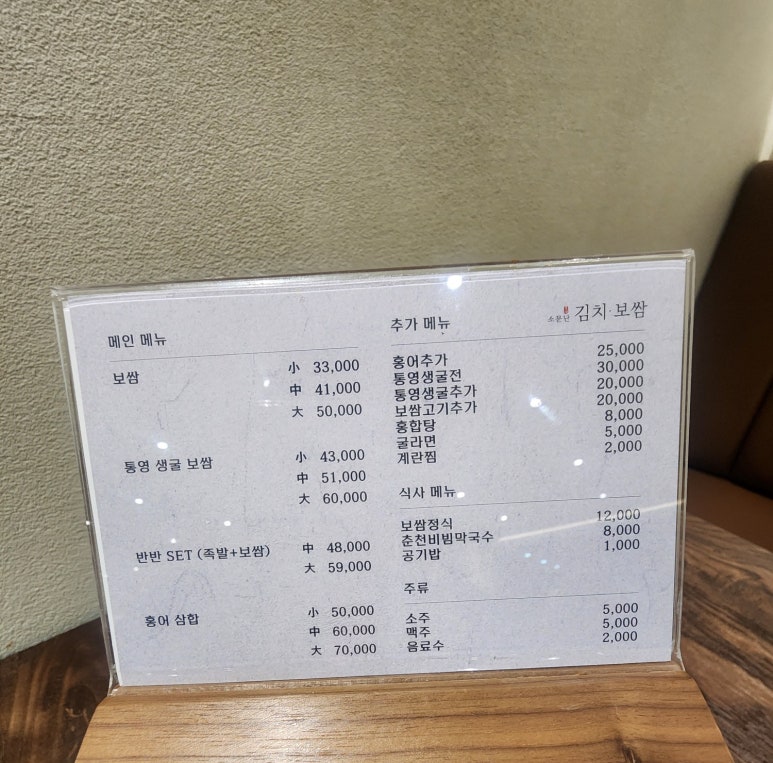 메인 메뉴
보쌈 小 33,000
中 41,000
大 50,000
통영 생굴 보쌈 小 43,000
中 51,000
大 60,000
반반 SET (족발+보쌈) 中 48,000
大 59,000
홍어 삼합 小 50,000
中 60,000
大 70,000
소문난 김치·보쌈
추가 메뉴
홍어추가 25,000
통영생굴전 30,000
통영생굴추가 20,000
보쌈고기추가 20,000
홍합탕 8,000
굴라면 5,000
계란찜 2,000
식사 메뉴
보쌈정식 12,000
춘천비빔막국수 8,000
공기밥 1,000
주류
소주 5,000
맥주 5,000
음료수 2,000